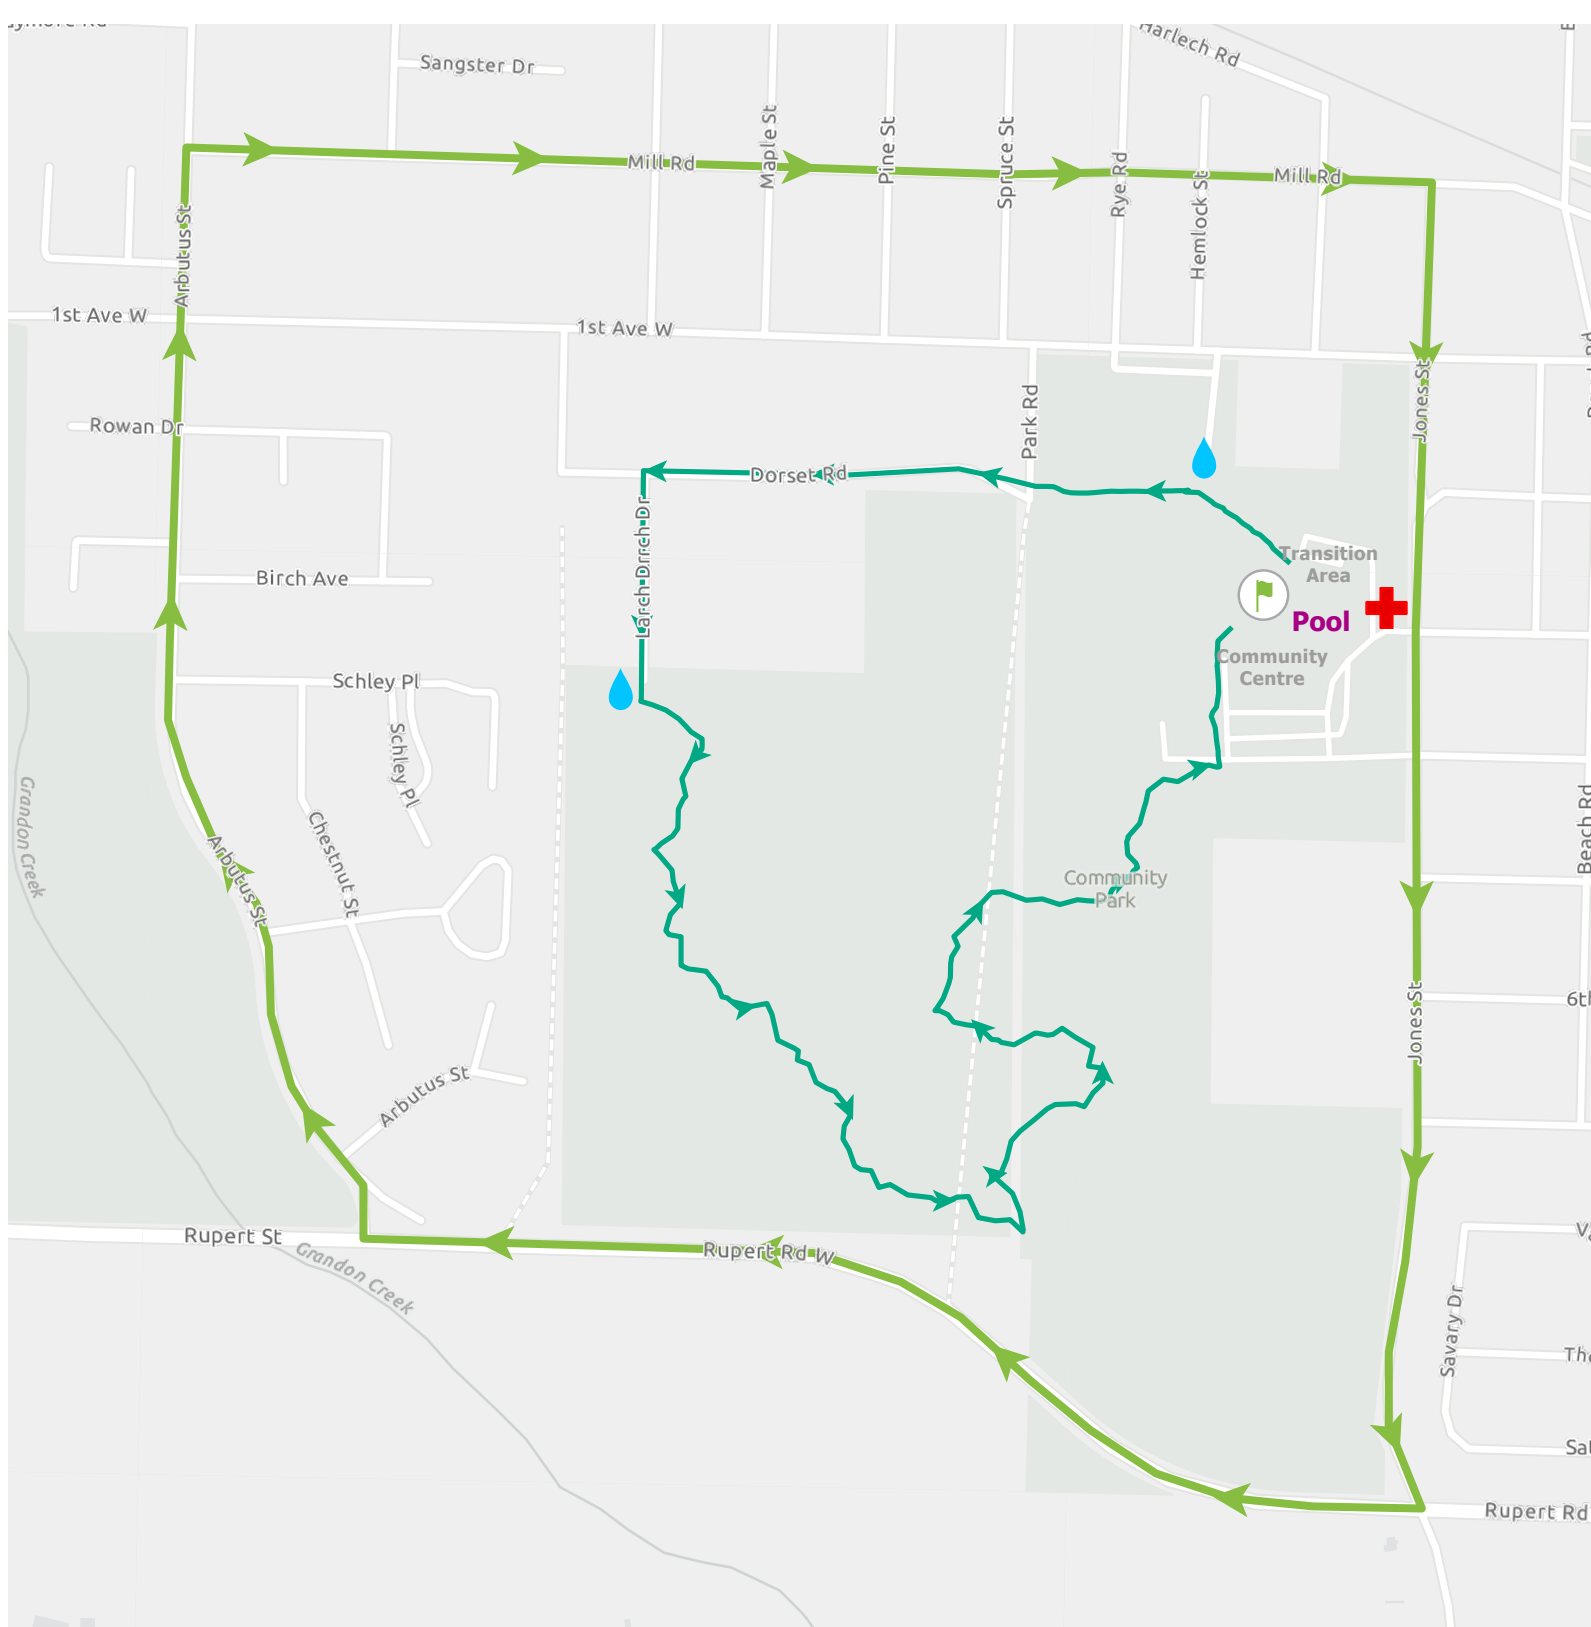 Sangster Dr
Harlech Rd
Maple St
Pine St
Spruce St
Mill Rd
Rye Rd
Hemlock St
Mill Rd
Arbutus St
1st Ave W
1st Ave W
Jones St
Park Rd
Rowan Dr
Dorset Rd
Larch Dr
Transition
Area
Birch Ave
Pool
Community
Centre
Schley Pl
Schley Pl
Grandon Creek
Chestnut St
Arbutus St
Beach Rd
Community
Park
Jones St
Arbutus St
Rupert St
Rupert Rd W
Grandon Creek
Savary Dr
Rupert Rd